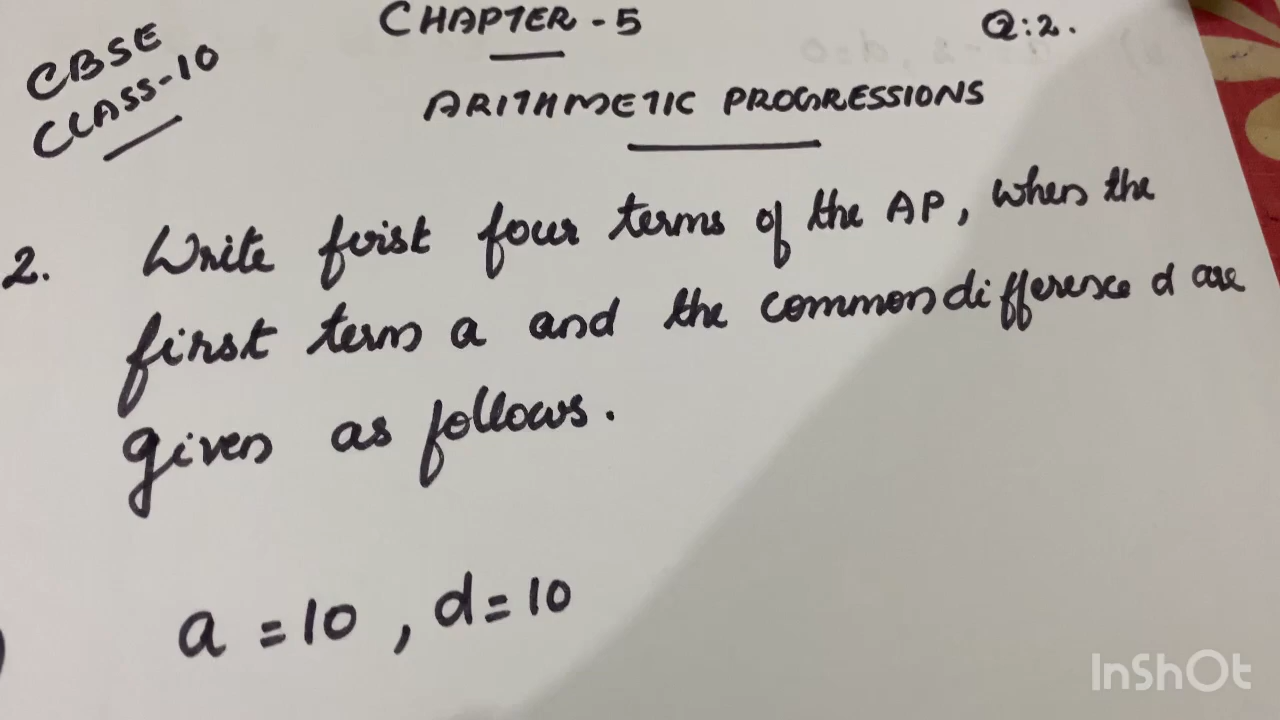 CBSE
CLASS-10
CHAPTER - 5
Q:2.
ARITHMETIC PROGRESSIONS
2. Write first four terms of the AP, when the
first term a and the common difference d are
given as follows.
a = 10 , d = 10
InShOt